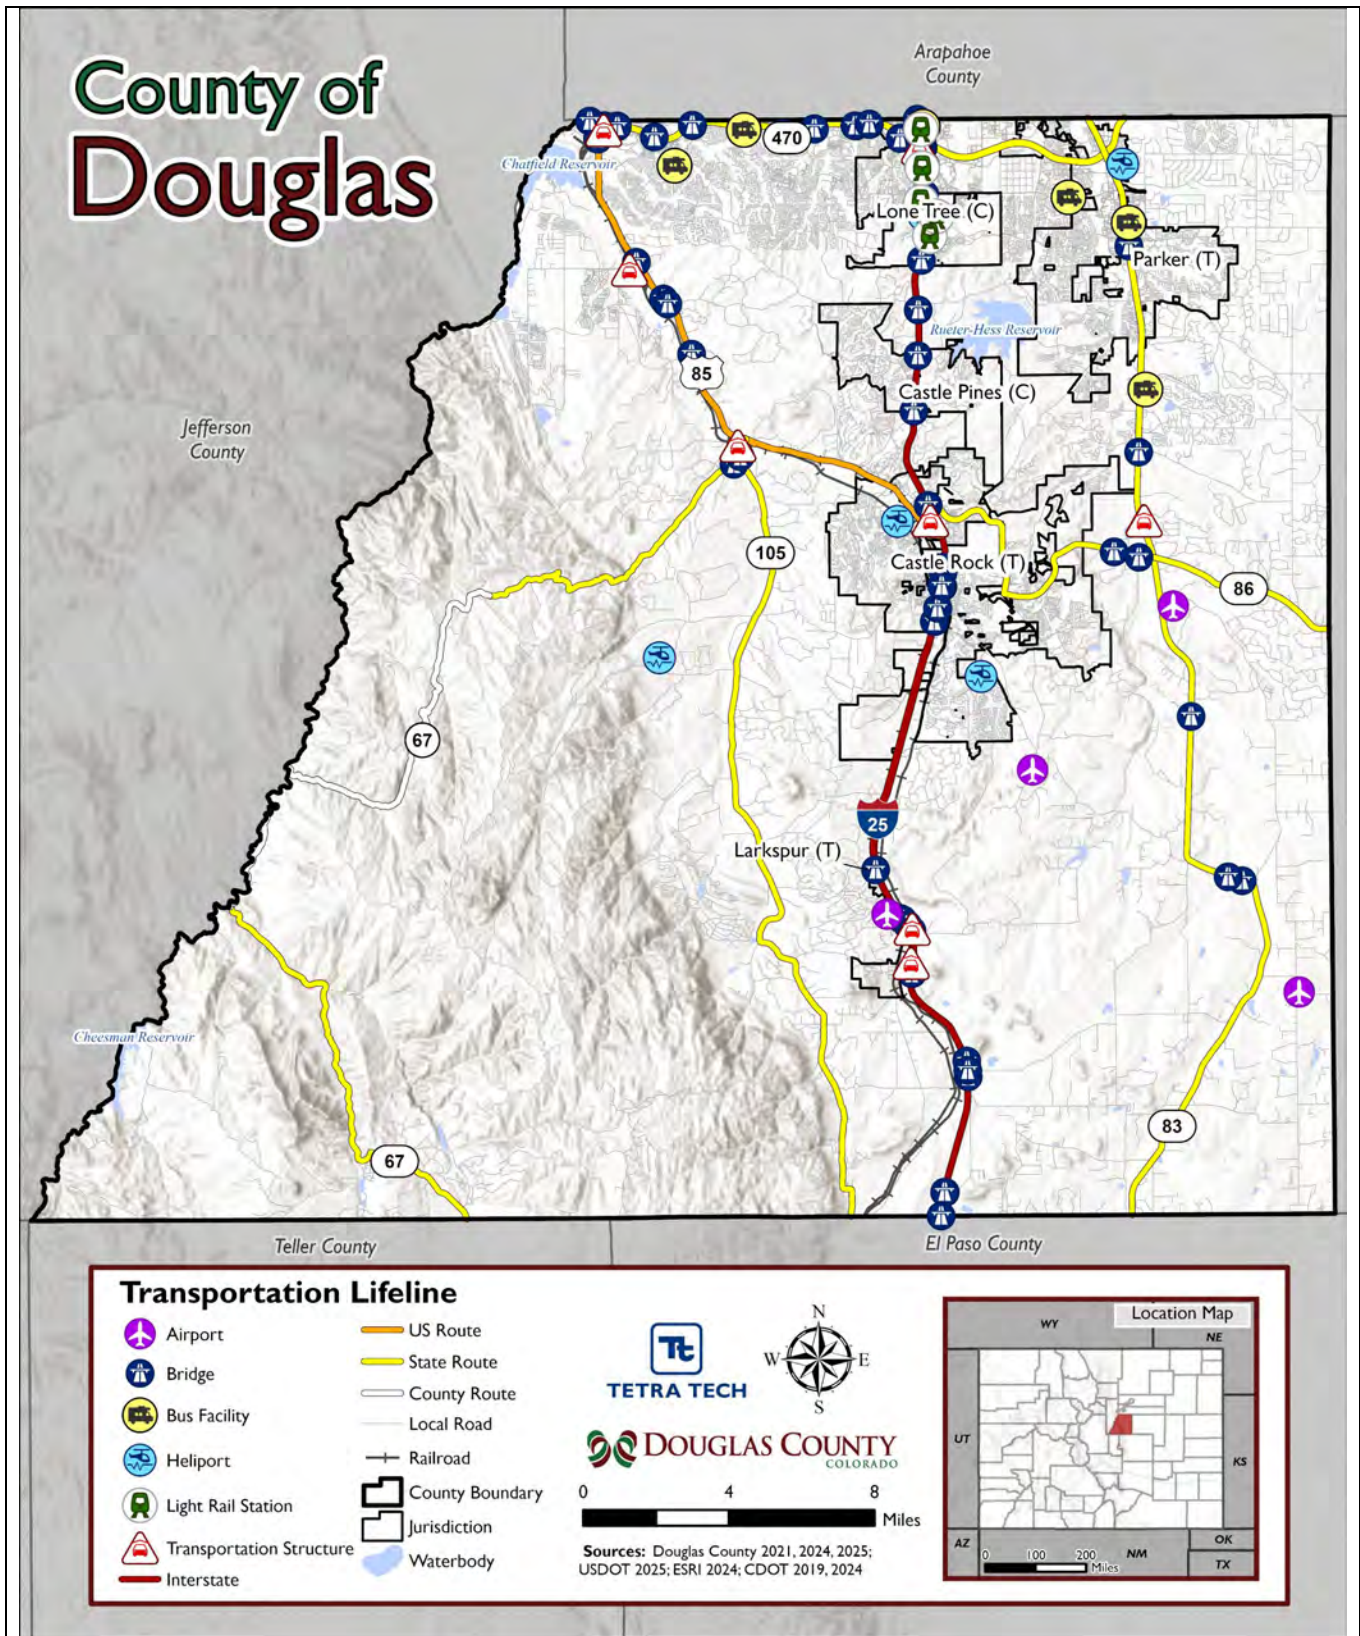 County of
Douglas
Arapahoe
County
Chatfield Reservoir
470
Lone Tree (C)
Parker (T)
Rueter-Hess Reservoir
85
Castle Pines (C)
Jefferson
County
105
Castle Rock (T)
86
67
25
Larkspur (T)
Cheesman Reservoir
83
67
Teller County
El Paso County
Transportation Lifeline
Airport
Bridge
Bus Facility
Heliport
Light Rail Station
Transportation Structure
Interstate
US Route
State Route
County Route
Local Road
Railroad
County Boundary
Jurisdiction
Waterbody
Tt
TETRA TECH
N
W
E
S
DOUGLAS COUNTY
COLORADO
0 4 8
Miles
Sources: Douglas County 2021, 2024, 2025;
USDOT 2025; ESRI 2024; CDOT 2019, 2024
Location Map
WY
NE
UT
KS
AZ
NM
OK
TX
0 100 200
Miles